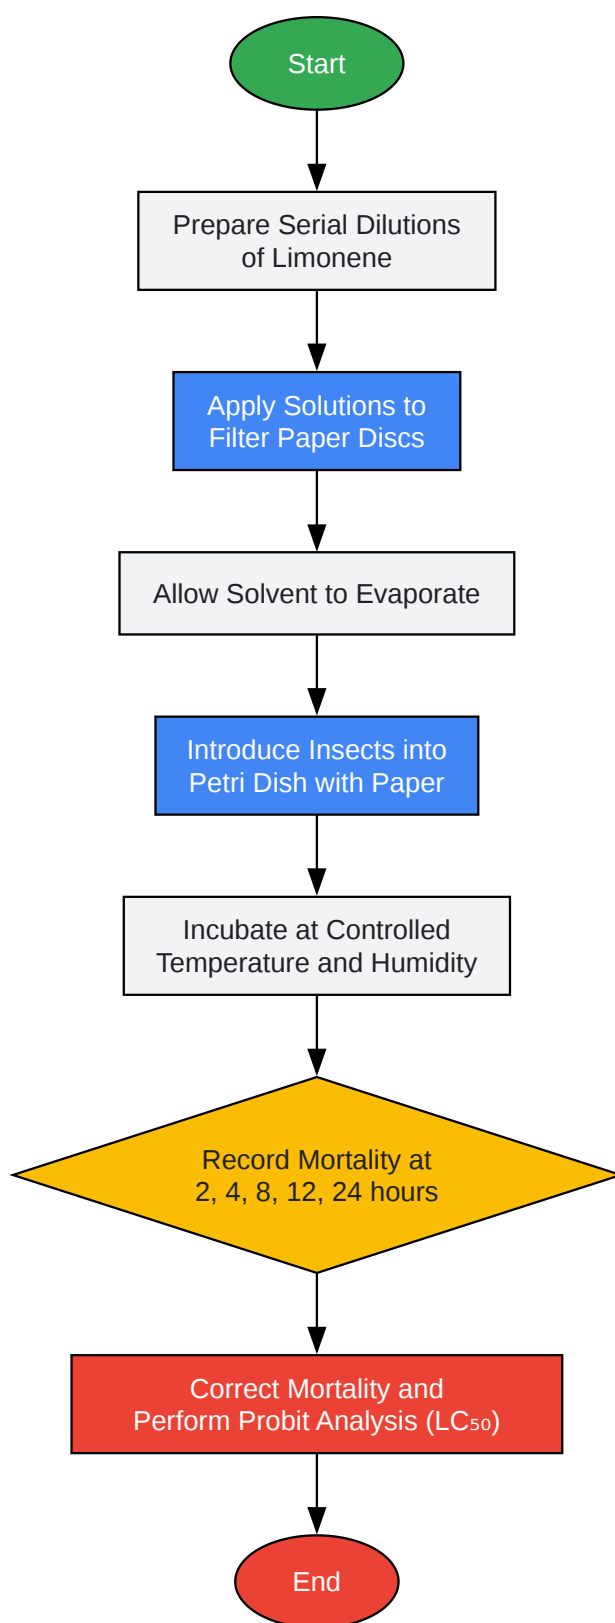 Start
Prepare Serial Dilutions
of Limonene
Apply Solutions to
Filter Paper Discs
Allow Solvent to Evaporate
Introduce Insects into
Petri Dish with Paper
Incubate at Controlled
Temperature and Humidity
Record Mortality at
2, 4, 8, 12, 24 hours
Correct Mortality and
Perform Probit Analysis (LC₅₀)
End